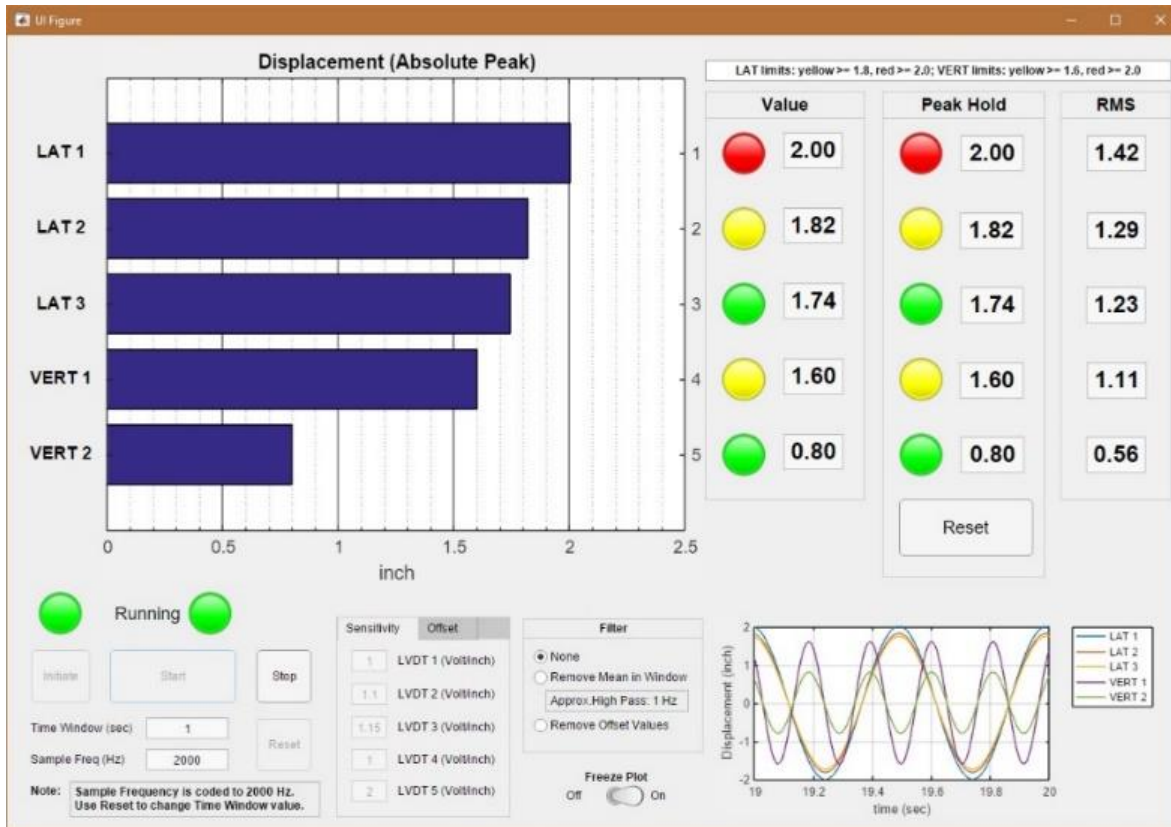 UI Figure
Displacement (Absolute Peak)
LAT limits: yellow >= 1.8, red >= 2.0; VERT limits: yellow >= 1.6, red >= 2.0
Value
Peak Hold
RMS
LAT 1
1
2.00
2.00
1.42
LAT 2
2
1.82
1.82
1.29
LAT 3
3
1.74
1.74
1.23
VERT 1
4
1.60
1.60
1.11
VERT 2
5
0.80
0.80
0.56
Reset
0 0.5 1 1.5 2 2.5
inch
Running
Initiate
Start
Stop
Time Window (sec)
1
Sample Freq (Hz)
2000
Reset
Note:
Sample Frequency is coded to 2000 Hz.
Use Reset to change Time Window value.
Sensitivity
Offset
1 LVDT 1 (Volt/Inch)
1.1 LVDT 2 (Volt/Inch)
1.15 LVDT 3 (Volt/Inch)
1 LVDT 4 (Volt/Inch)
2 LVDT 5 (Volt/Inch)
Filter
None
Remove Mean in Window
Approx.High Pass: 1 Hz
Remove Offset Values
Freeze Plot
Off
On
Displacement (inch)
2
1
0
-1
-2
19 19.2 19.4 19.6 19.8 20
time (sec)
LAT 1
LAT 2
LAT 3
VERT 1
VERT 2